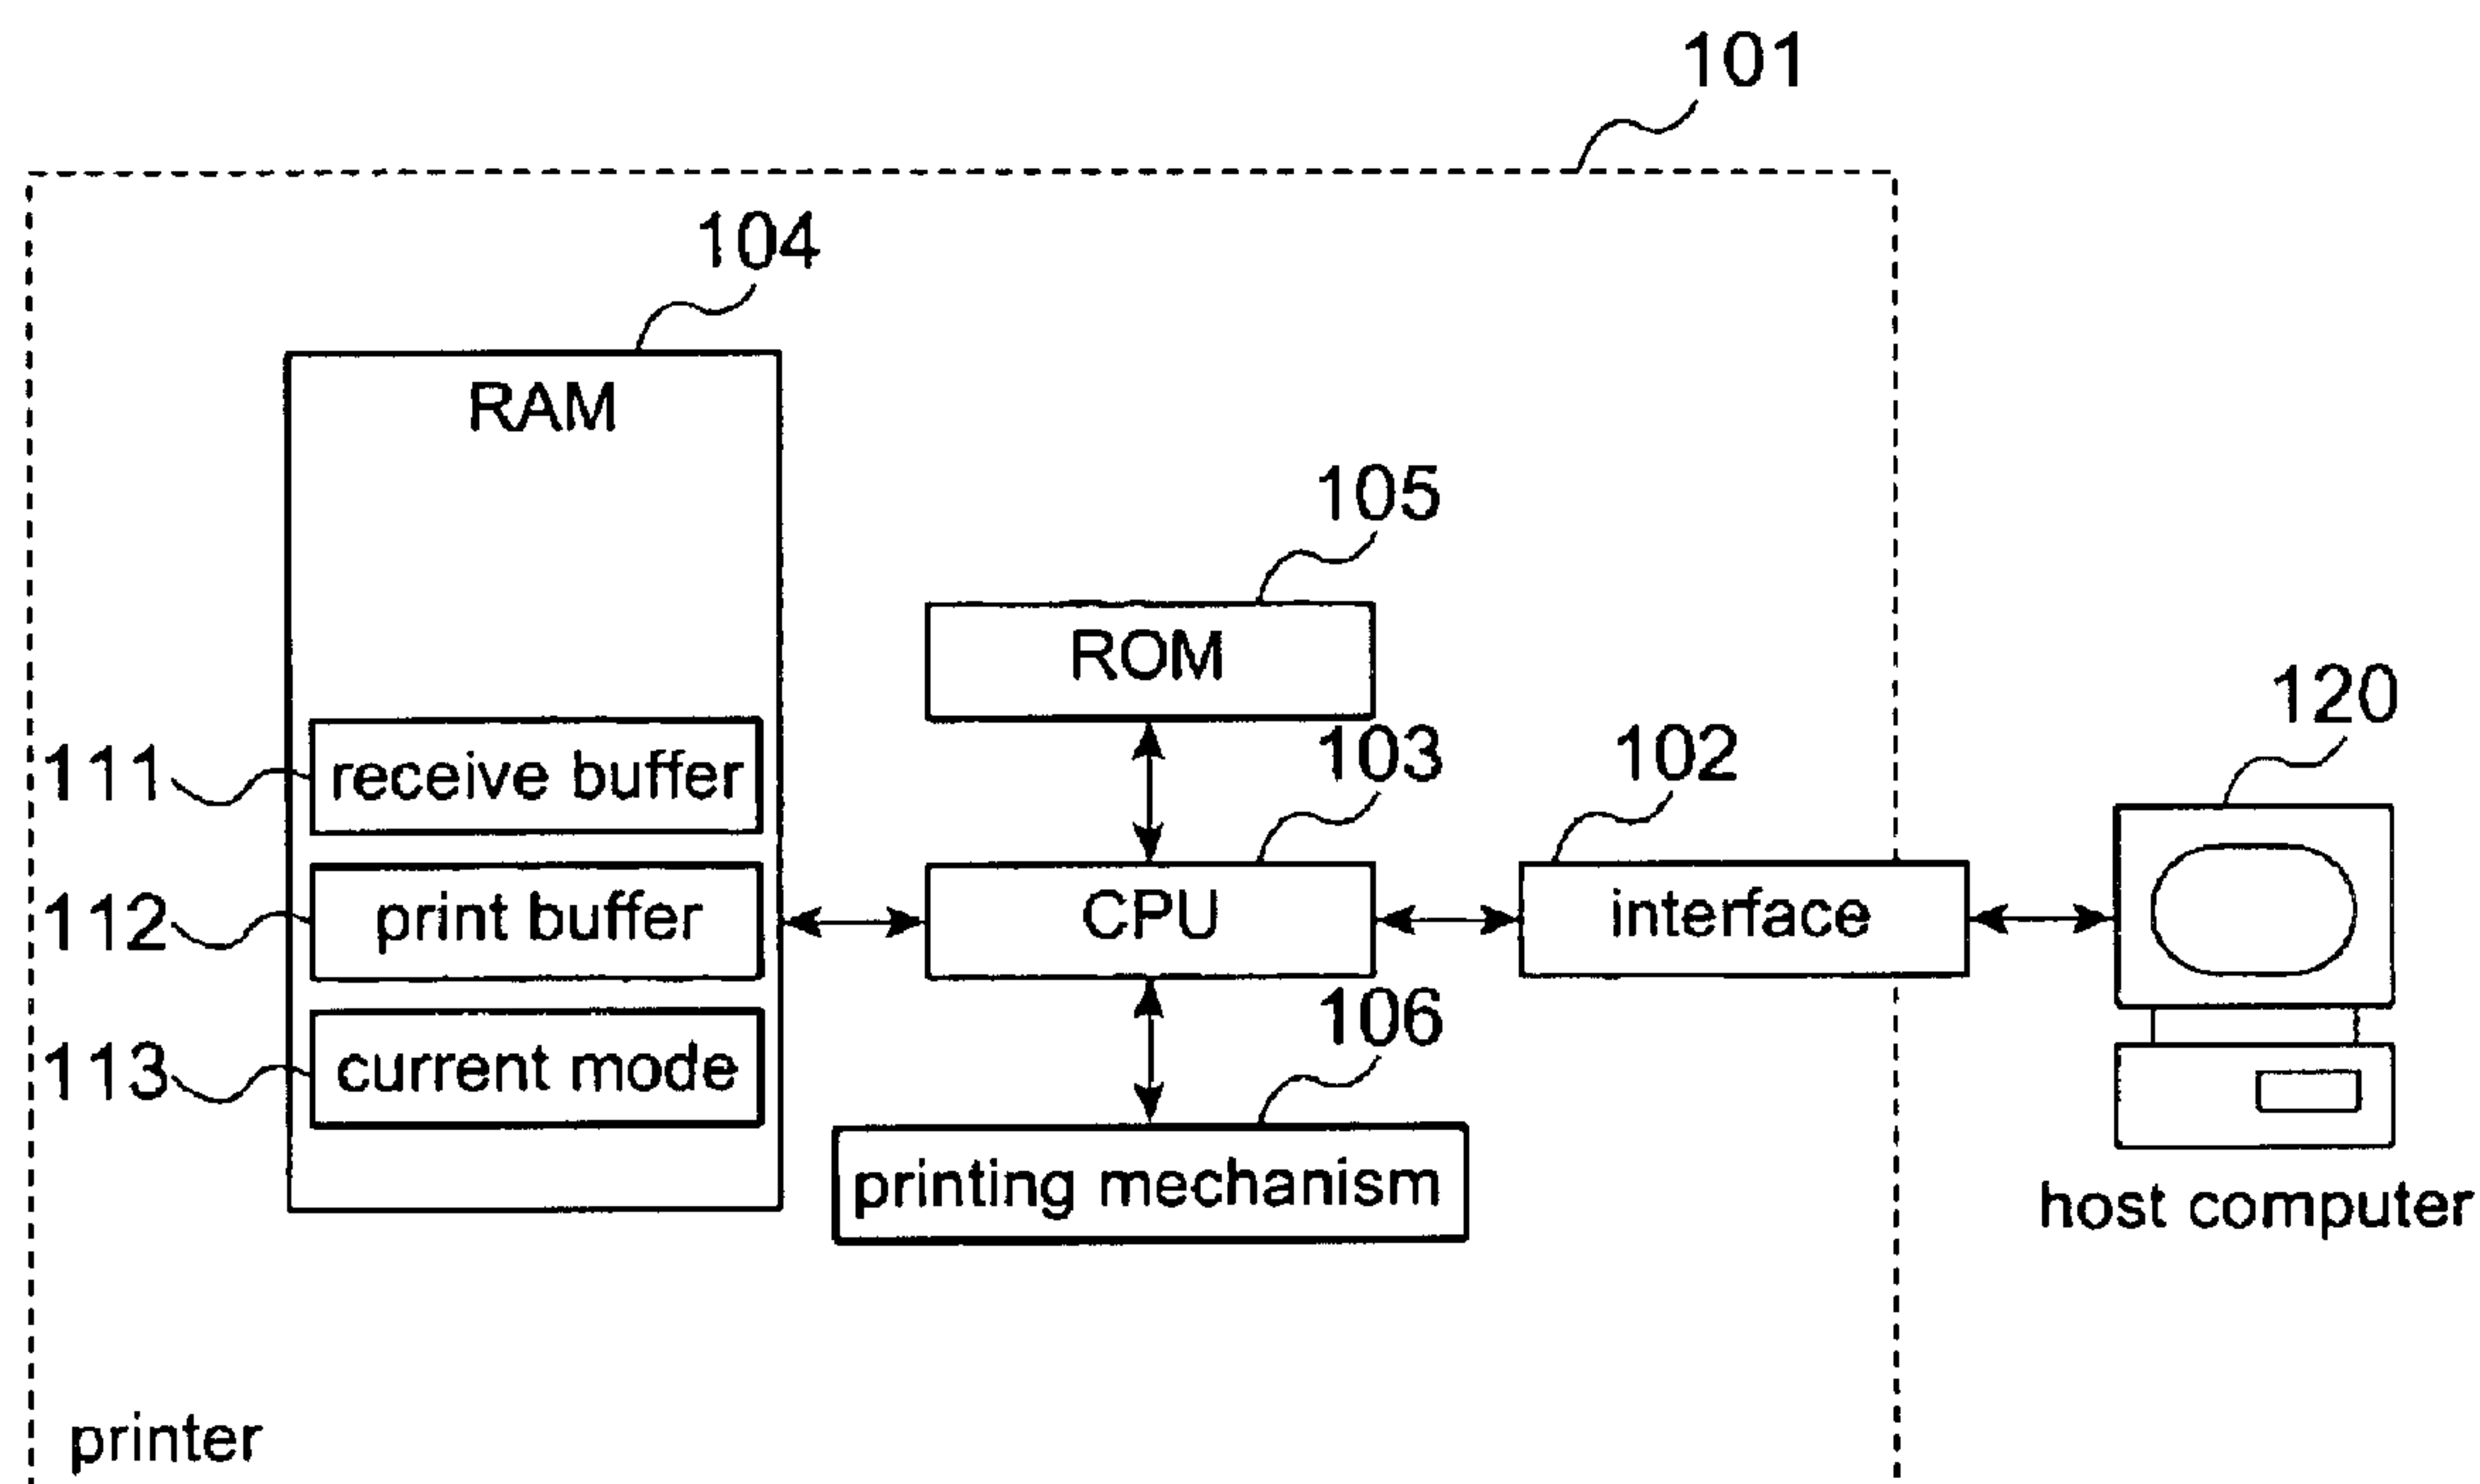 101
104
RAM
105
ROM
120
111
receive buffer
103
102
112
print buffer
CPU
interface
106
113
current mode
printing mechanism
host computer
printer